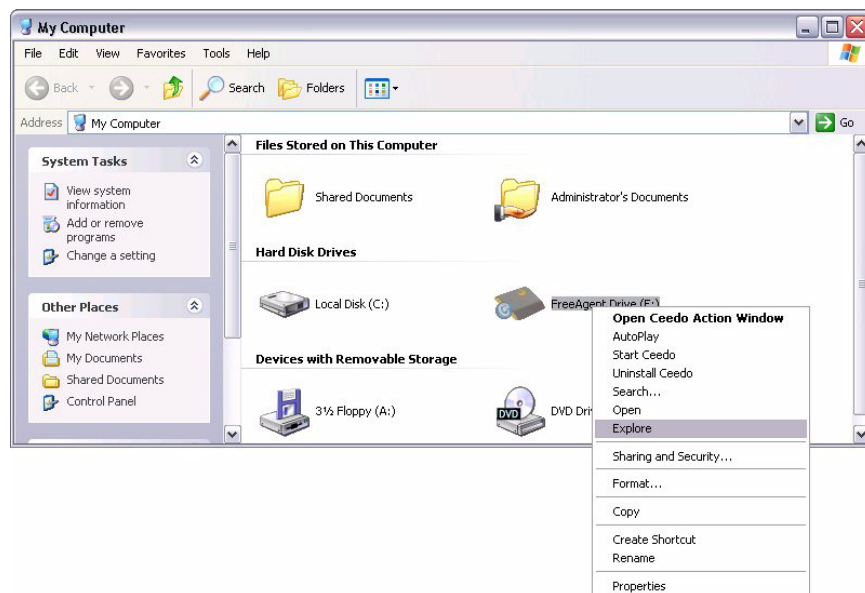 My Computer
File Edit View Favorites Tools Help
Back Search Folders
Address My Computer Go
System Tasks
View system
information
Add or remove
programs
Change a setting
Other Places
My Network Places
My Documents
Shared Documents
Control Panel
Files Stored on This Computer
Shared Documents Administrator's Documents
Hard Disk Drives
Local Disk (C:) FreeAgent Drive (F:)
Devices with Removable Storage
3½ Floppy (A:) DVD DVD Dri
Open Ceedo Action Window
AutoPlay
Start Ceedo
Uninstall Ceedo
Search...
Open
Explore
Sharing and Security...
Format...
Copy
Create Shortcut
Rename
Properties